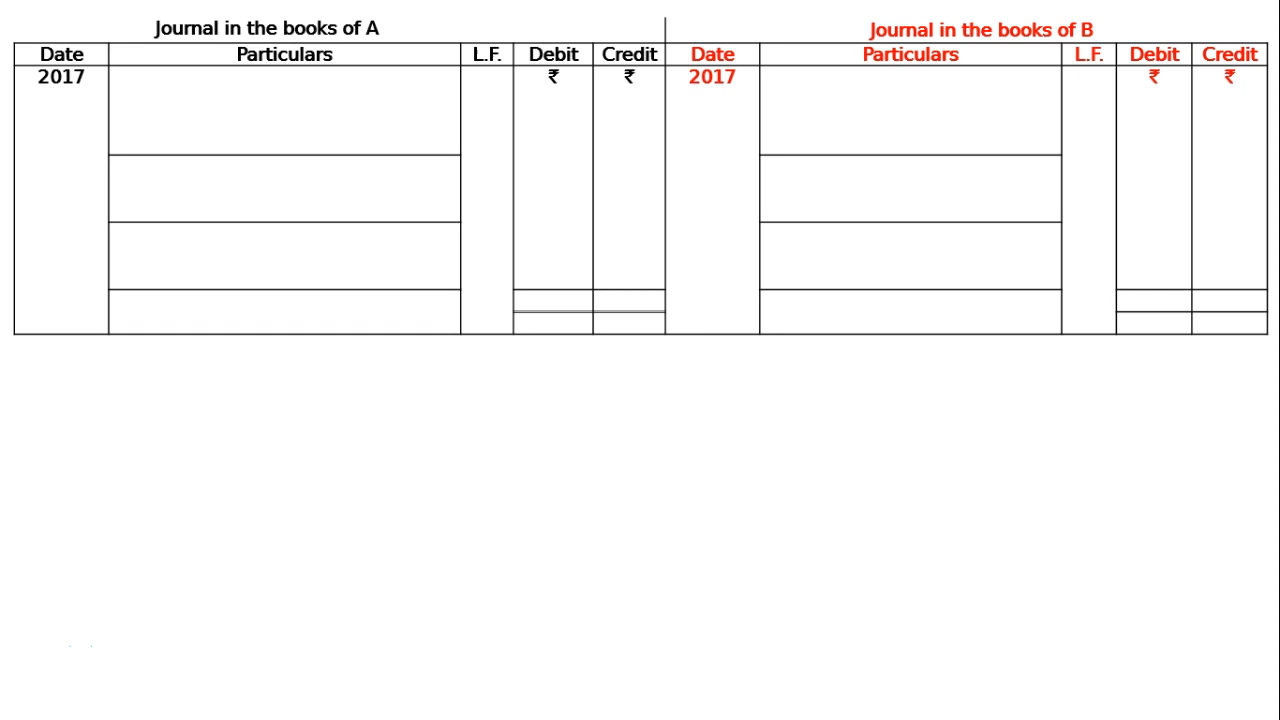 Journal in the books of A Journal in the books of B
Date Particulars L.F. Debit Credit Date Particulars L.F. Debit Credit
2017 ₹ ₹ 2017 ₹ ₹